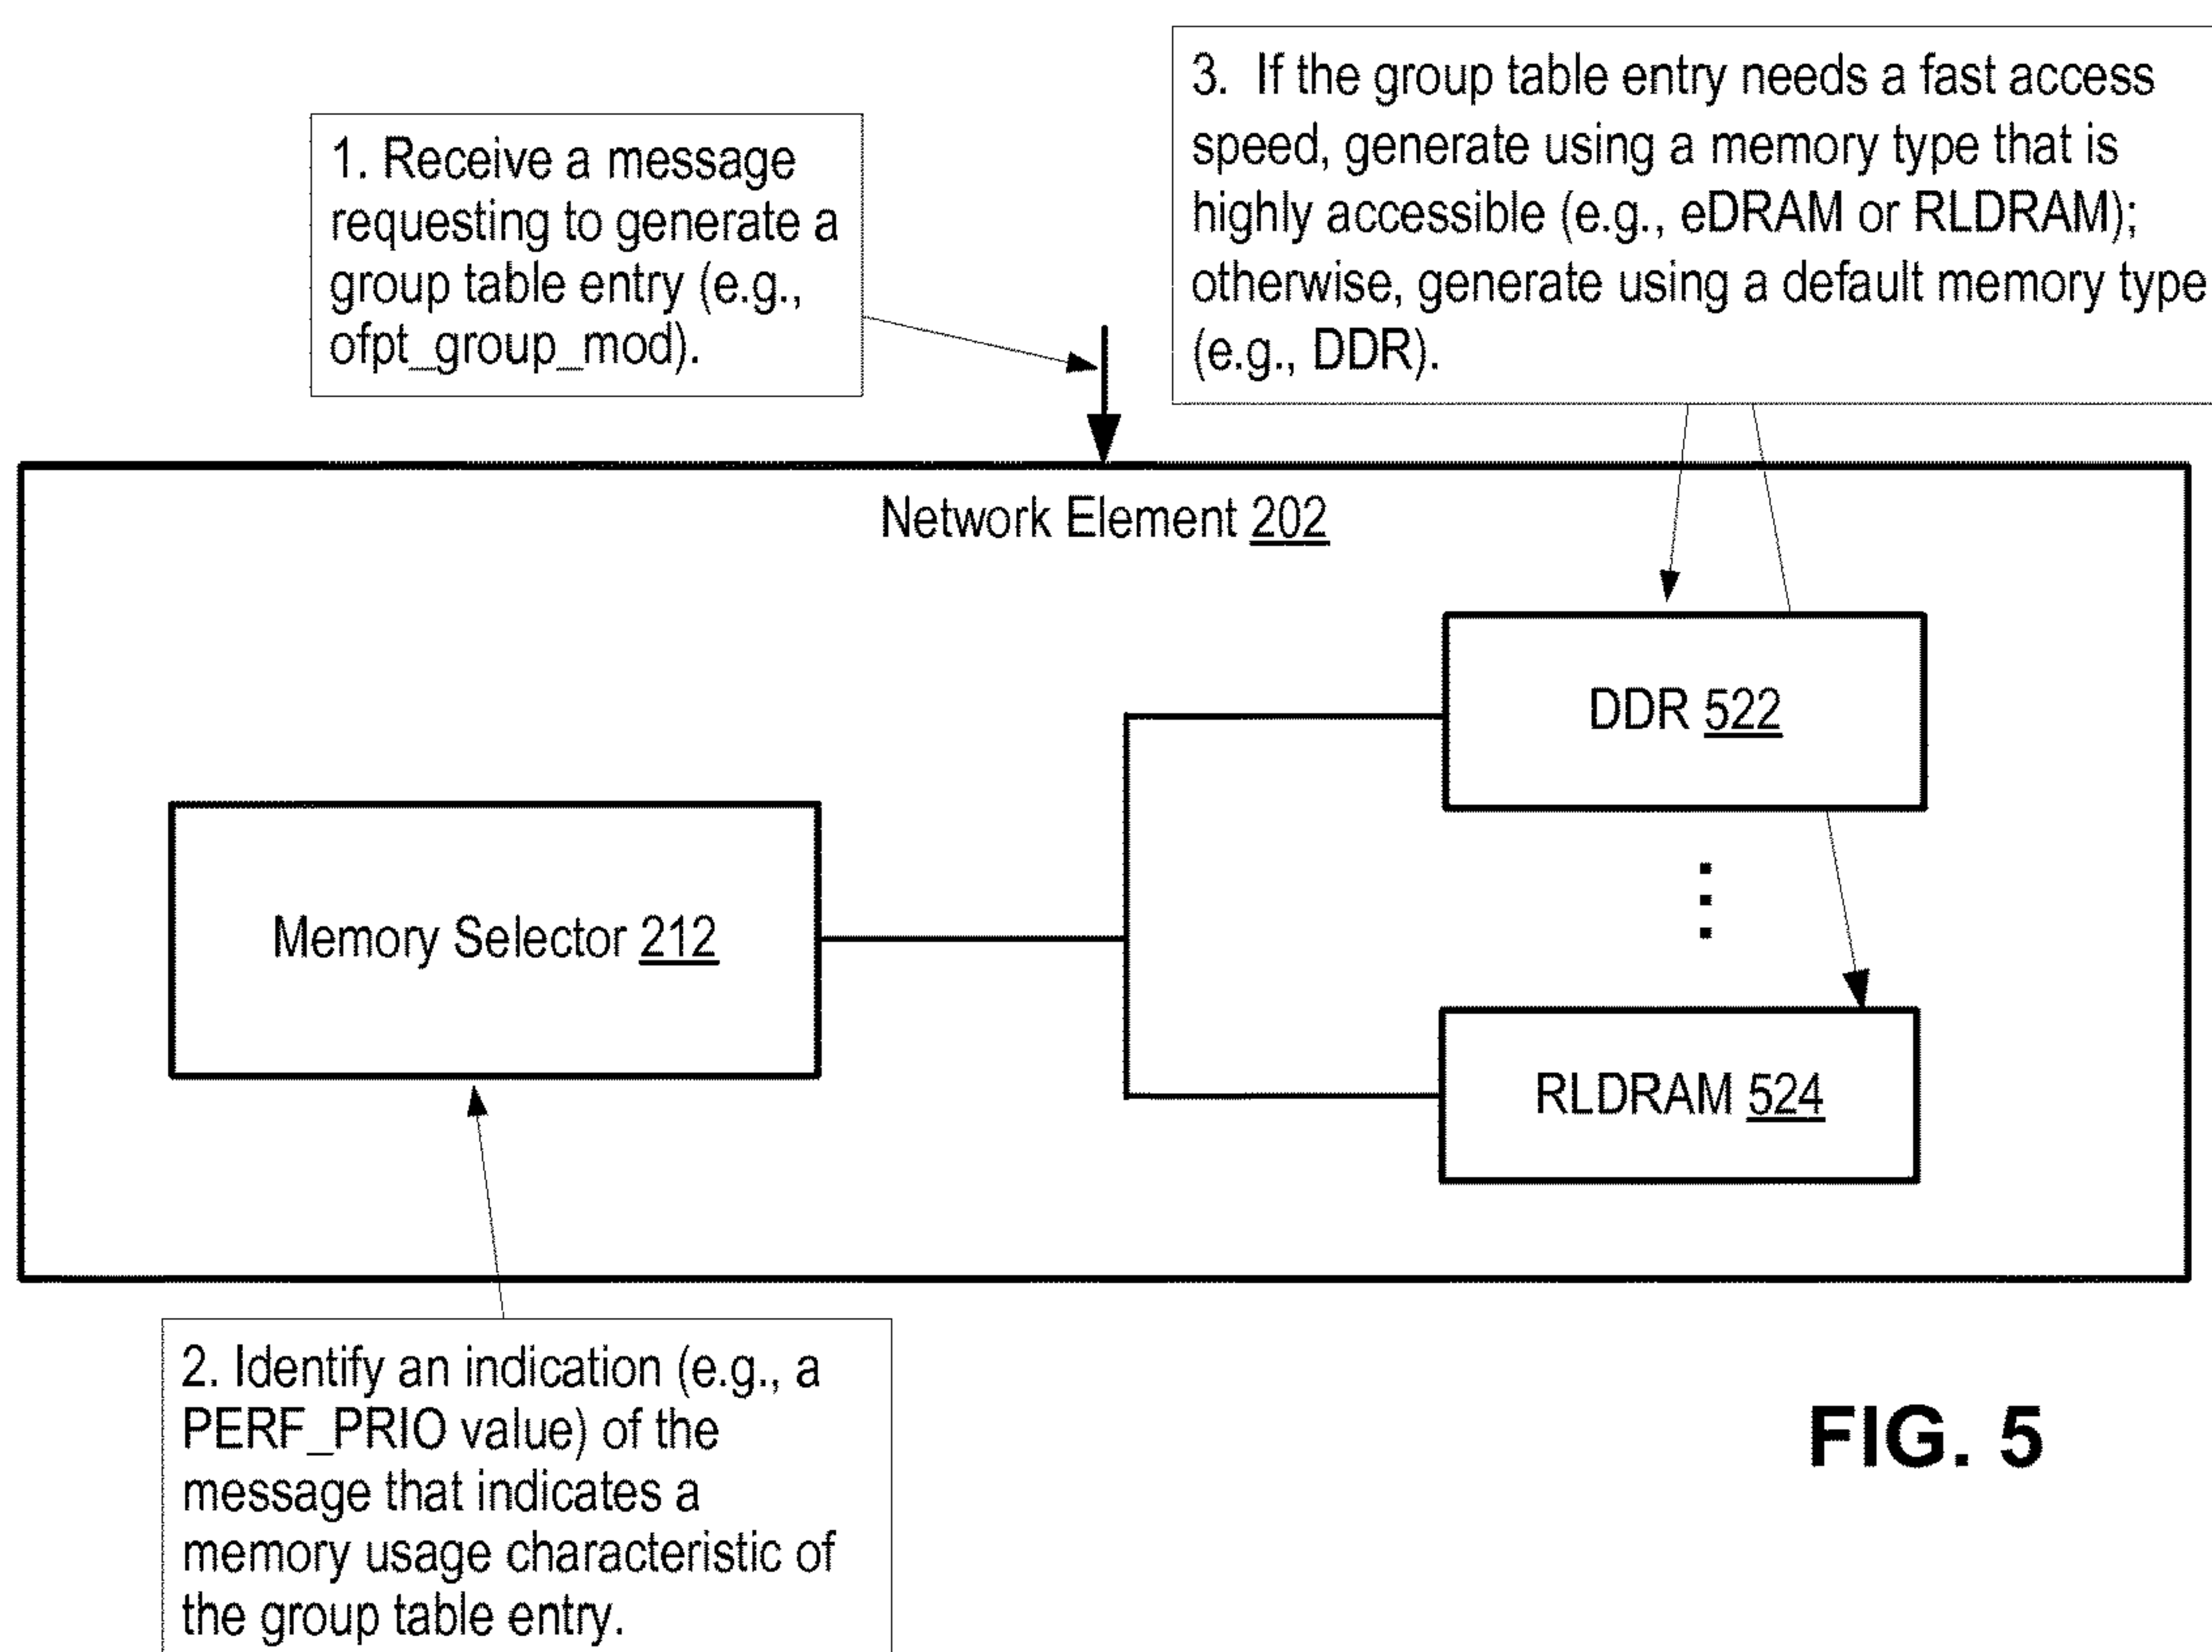 1. Receive a message
requesting to generate a
group table entry (e.g.,
ofpt_group_mod).
3. If the group table entry needs a fast access
speed, generate using a memory type that is
highly accessible (e.g., eDRAM or RLDRAM);
otherwise, generate using a default memory type
(e.g., DDR).
Network Element 202
DDR 522
Memory Selector 212
RLDRAM 524
2. Identify an indication (e.g., a
PERF_PRIO value) of the
message that indicates a
memory usage characteristic of
the group table entry.
FIG. 5